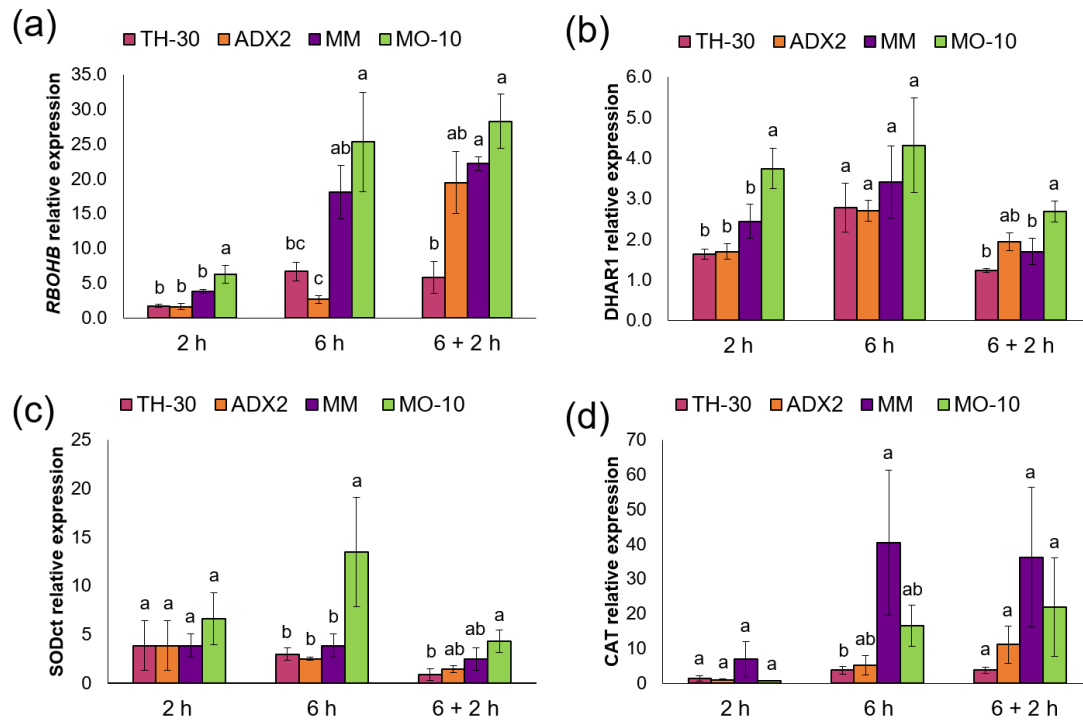 (a)
TH-30 ADX2 MM MO-10
RBOHB relative expression
35.0
30.0
25.0
20.0
15.0
10.0
5.0
0.0
b b b a
bc c ab a
b ab a a
2 h 6 h 6 + 2 h
(b)
TH-30 ADX2 MM MO-10
DHAR1 relative expression
6.0
5.0
4.0
3.0
2.0
1.0
0.0
b b b a
a a a a
b ab b a
2 h 6 h 6 + 2 h
(c)
TH-30 ADX2 MM MO-10
SODct relative expression
25
20
15
10
5
0
a a a a
b b b a
b ab ab a
2 h 6 h 6 + 2 h
(d)
TH-30 ADX2 MM MO-10
CAT relative expression
70
60
50
40
30
20
10
0
a a a a
b ab a ab
a a a a
2 h 6 h 6 + 2 h